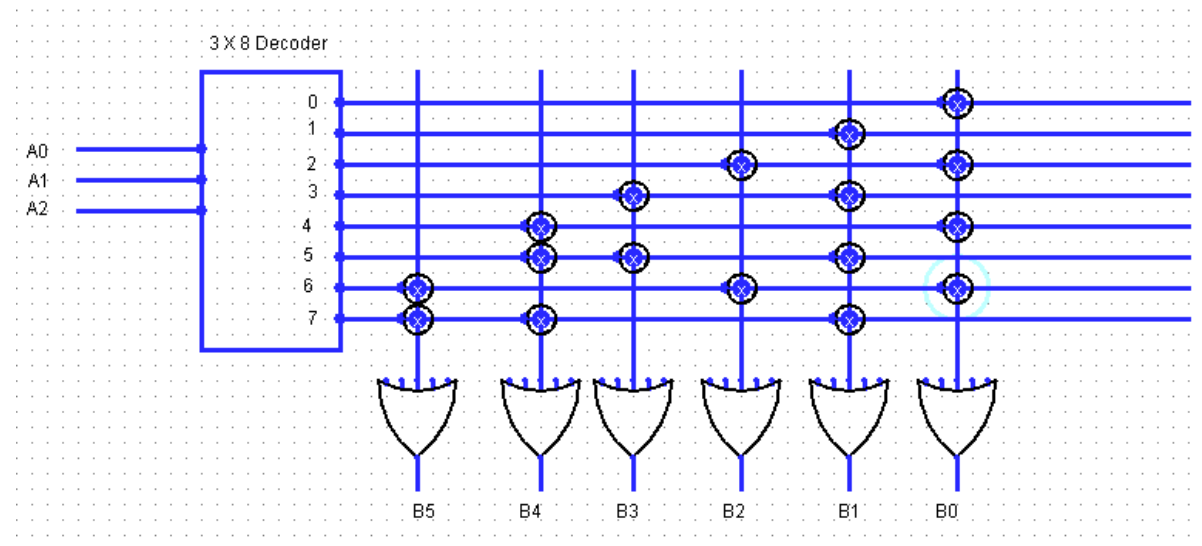 3 X 8 Decoder
0
1
A0
2
A1
3
A2
4
5
6
7
X
X
X X
X X
X X
X X X
X X X
X X X
B5 B4 B3 B2 B1 B0